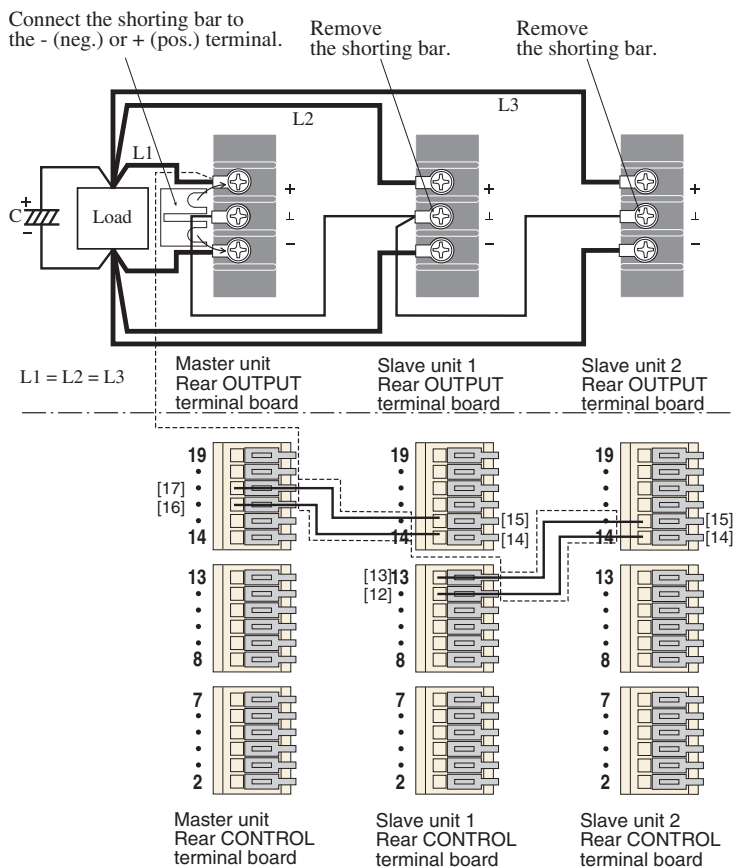 Connect the shorting bar to
the - (neg.) or + (pos.) terminal.
Remove
the shorting bar.
Remove
the shorting bar.
L3
L2
L1
+
C
−
Load
+
⊥
−
+
⊥
−
+
⊥
−
L1 = L2 = L3
Master unit
Rear OUTPUT
terminal board
Slave unit 1
Rear OUTPUT
terminal board
Slave unit 2
Rear OUTPUT
terminal board
19
[17]
[16]
14
13
8
7
2
19
[15]
14
[14]
[13]
13
[12]
8
7
2
19
[15]
14
[14]
13
8
7
2
Master unit
Rear CONTROL
terminal board
Slave unit 1
Rear CONTROL
terminal board
Slave unit 2
Rear CONTROL
terminal board